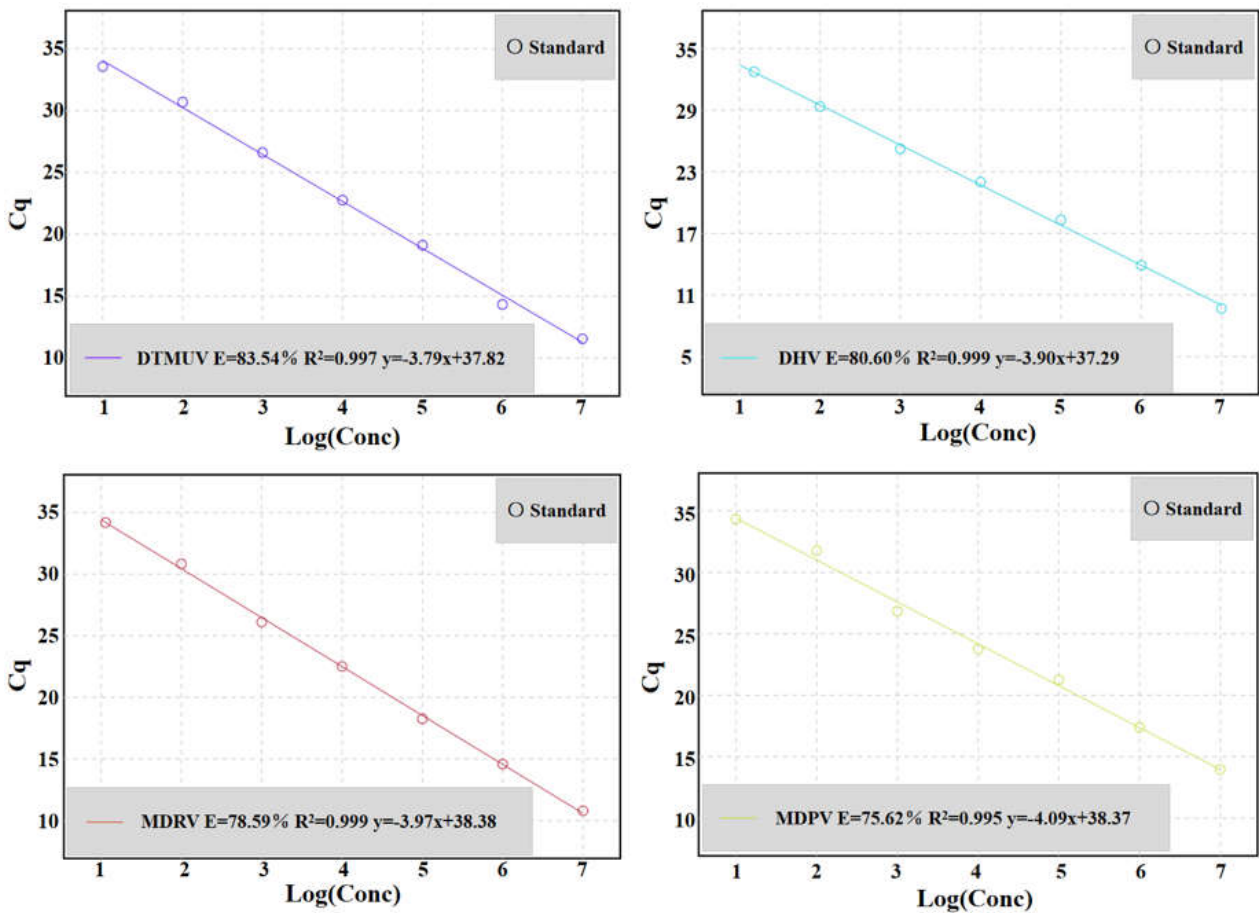 Standard
35
30
25
20
15
10
Cq
DTMUV E=83.54% R²=0.997 y=-3.79x+37.82
1 2 3 4 5 6 7
Log(Conc)
Standard
35
29
23
17
11
5
Cq
DHV E=80.60% R²=0.999 y=-3.90x+37.29
1 2 3 4 5 6 7
Log(Conc)
Standard
35
30
25
20
15
10
Cq
MDRV E=78.59% R²=0.999 y=-3.97x+38.38
1 2 3 4 5 6 7
Log(Conc)
Standard
35
30
25
20
15
10
Cq
MDPV E=75.62% R²=0.995 y=-4.09x+38.37
1 2 3 4 5 6 7
Log(Conc)